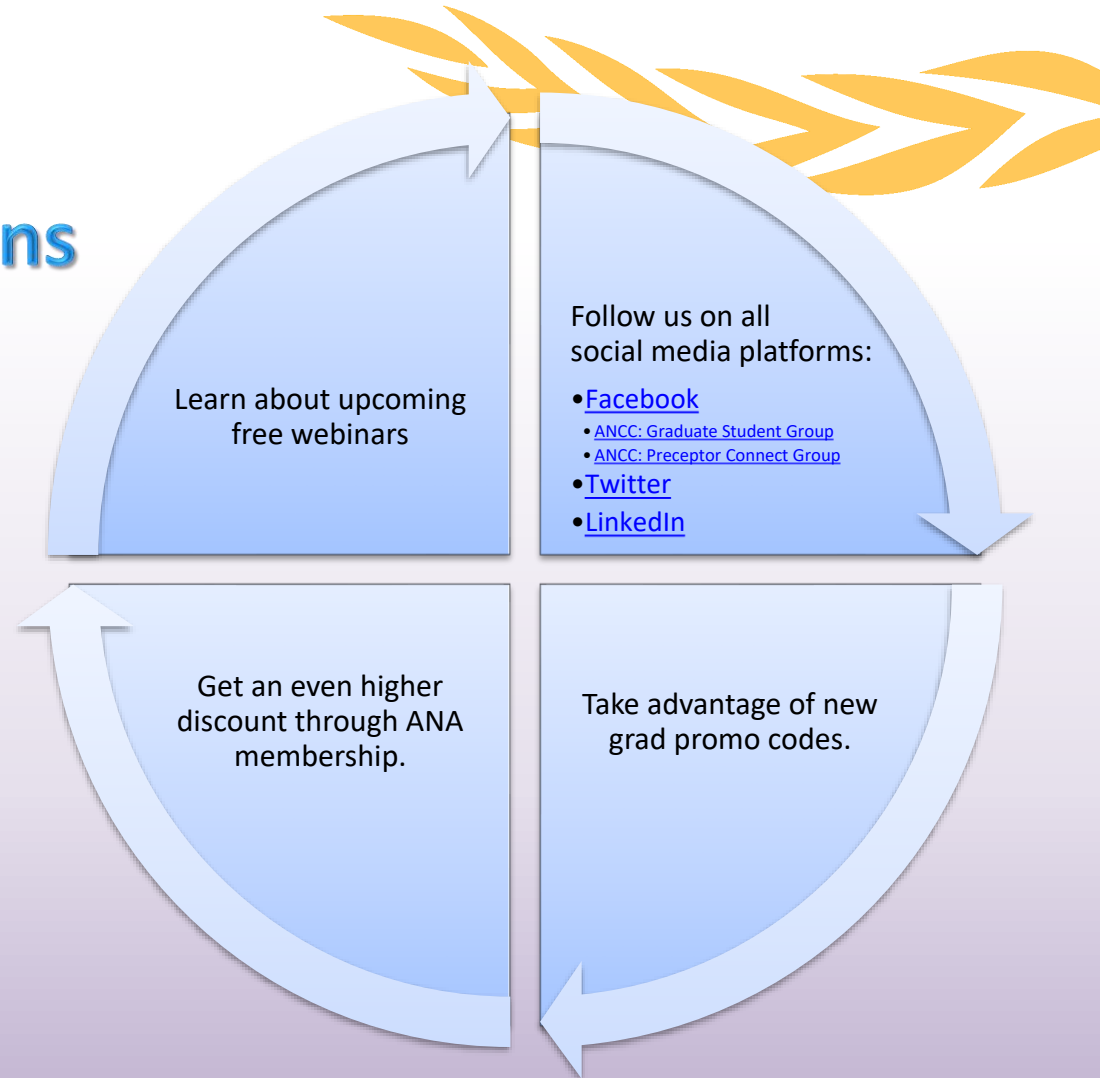 ns
Learn about upcoming
free webinars
Follow us on all
social media platforms:
•Facebook
• ANCC: Graduate Student Group
• ANCC: Preceptor Connect Group
•Twitter
•LinkedIn
Get an even higher
discount through ANA
membership.
Take advantage of new
grad promo codes.